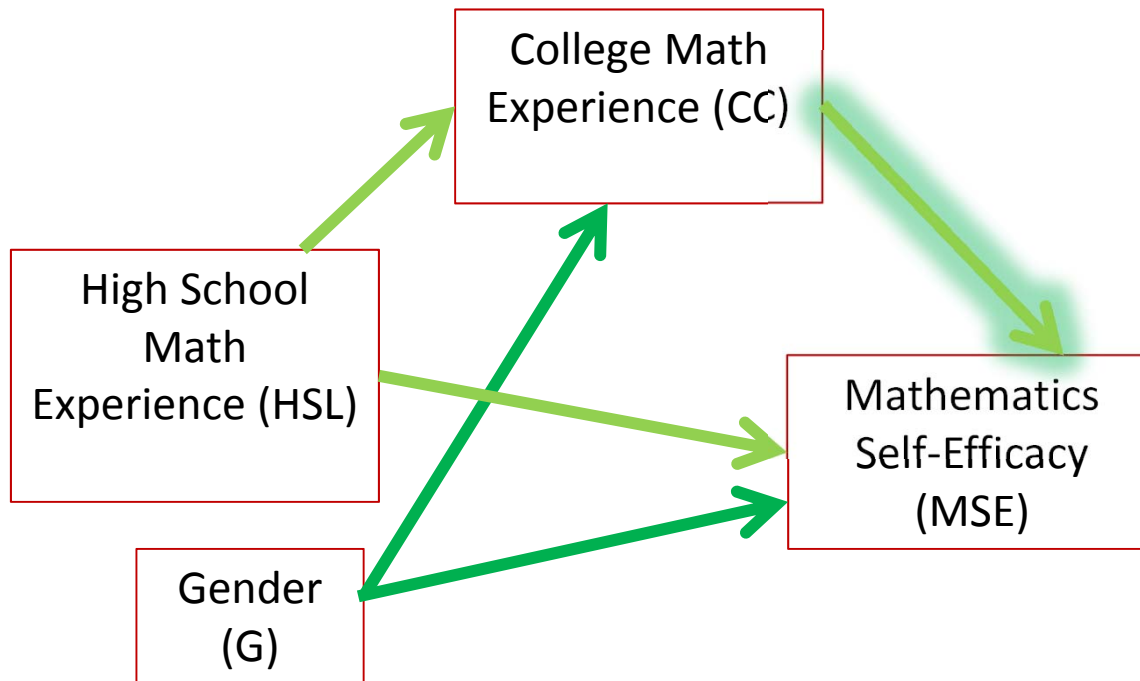 College Math
Experience (CC)
High School
Math
Experience (HSL)
Mathematics
Self-Efficacy
(MSE)
Gender
(G)